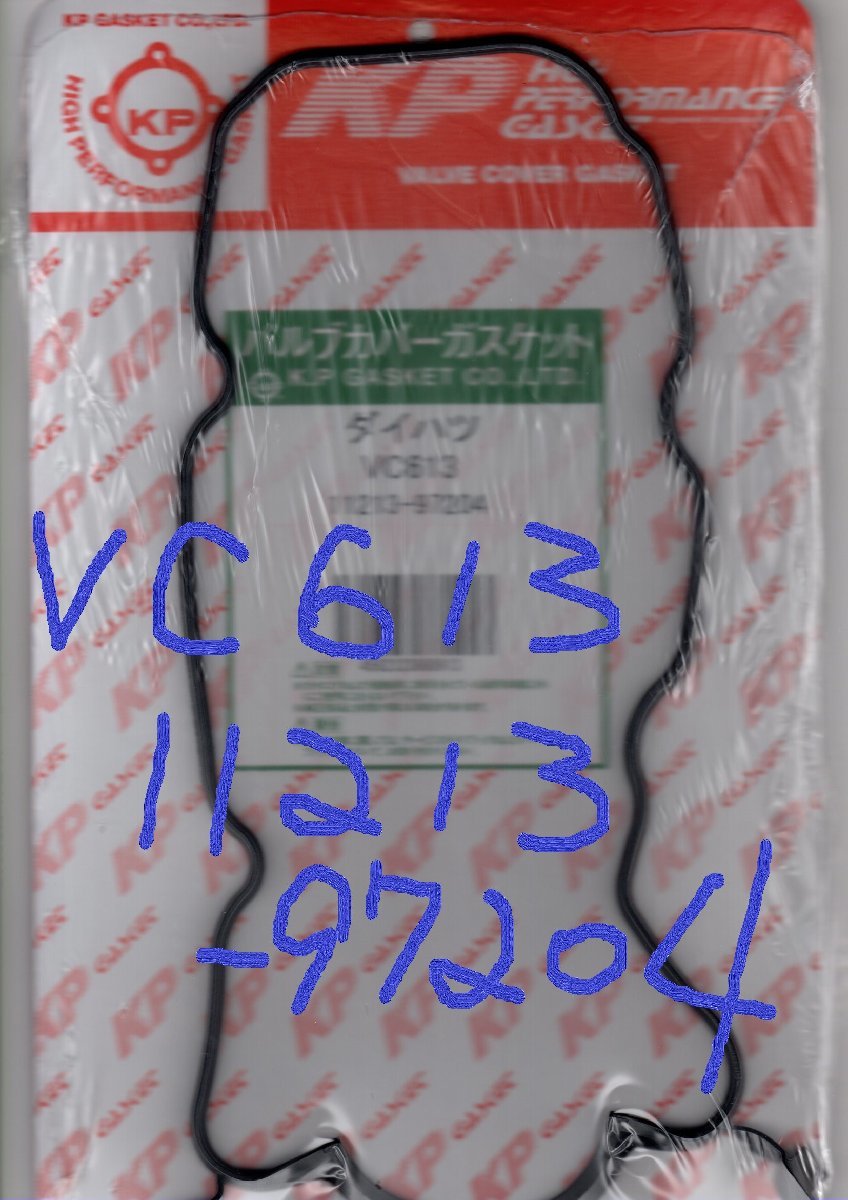 KP GASKET CO.,LTD.
HIGH PERFORMANCE GASKET
KP
KP
HIGH
PERFORMANCE
GASKET
VALVE COVER GASKET
バルブカバーガスケット
KP GASKET CO.,LTD.
ダイハツ
VC613
11213-97204
VC613
11213
-97204